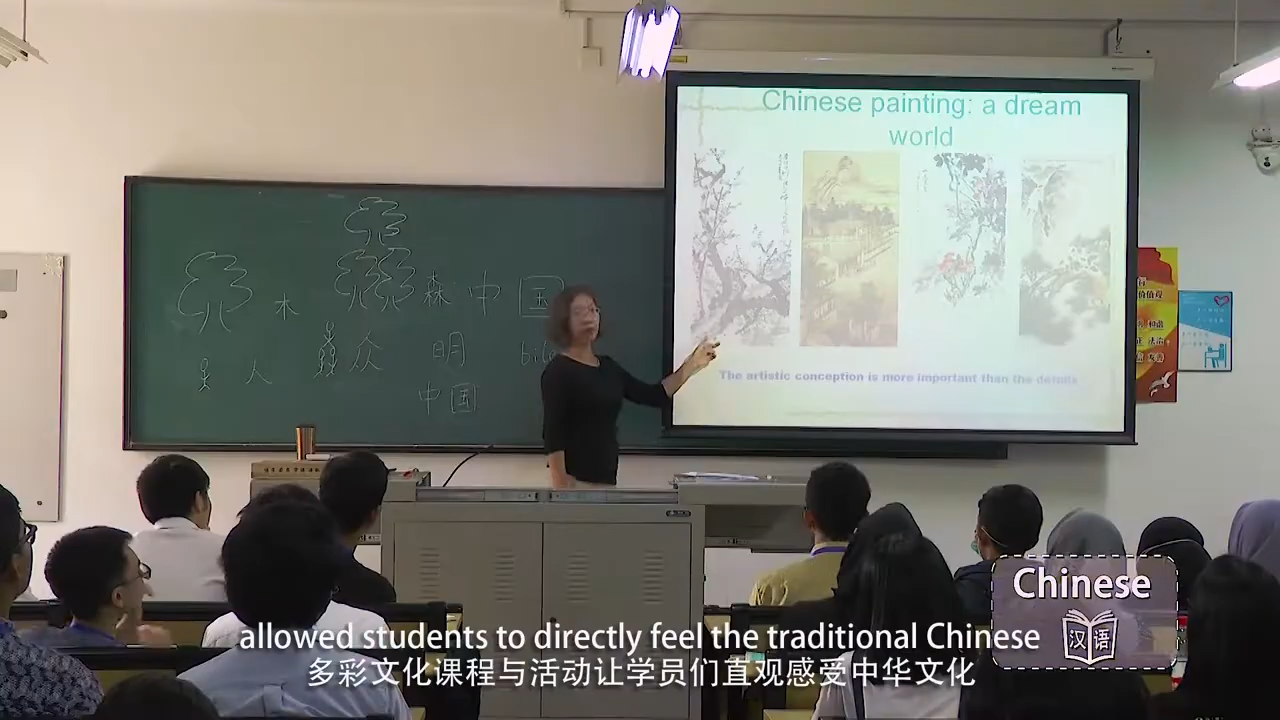 Chinese painting: a dream
world
The artistic conception is more important than the details
木
森 中 国
人
众
明
中国
Chinese
汉语
allowed students to directly feel the traditional Chinese
多彩文化课程与活动让学员们直观感受中华文化